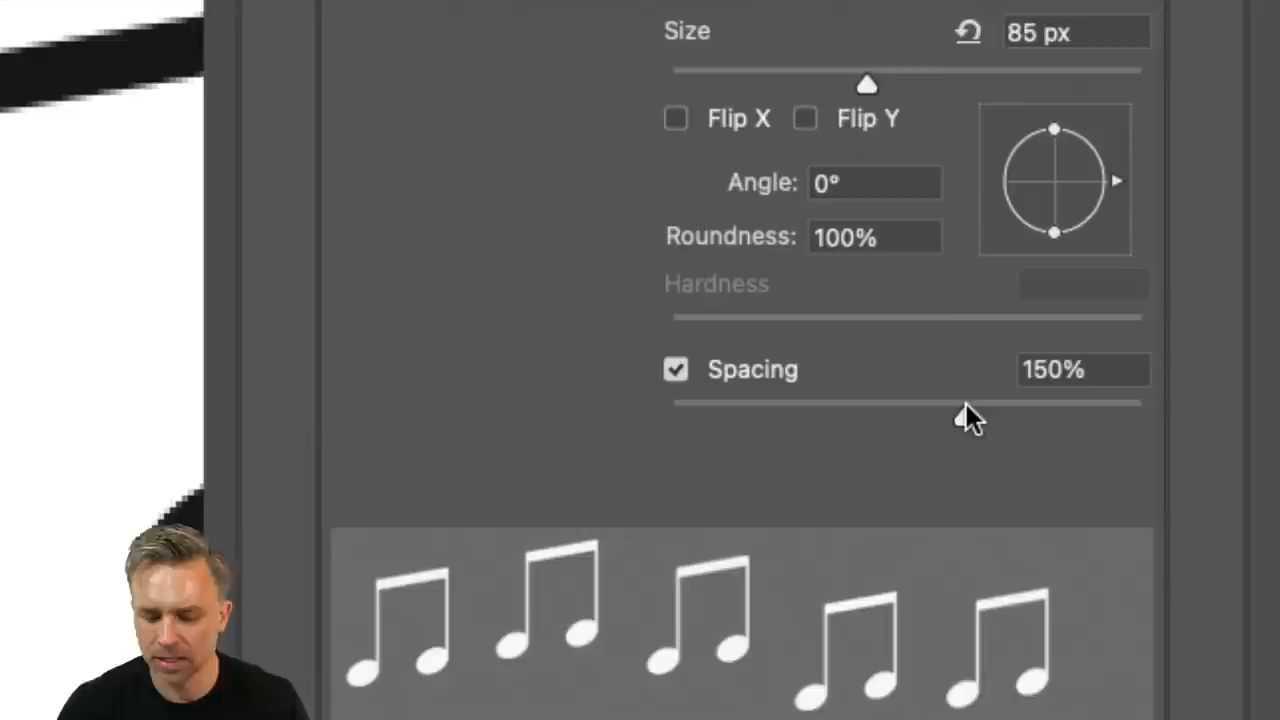 Size 85 px
Flip X Flip Y
Angle: 0°
Roundness: 100%
Hardness
Spacing 150%